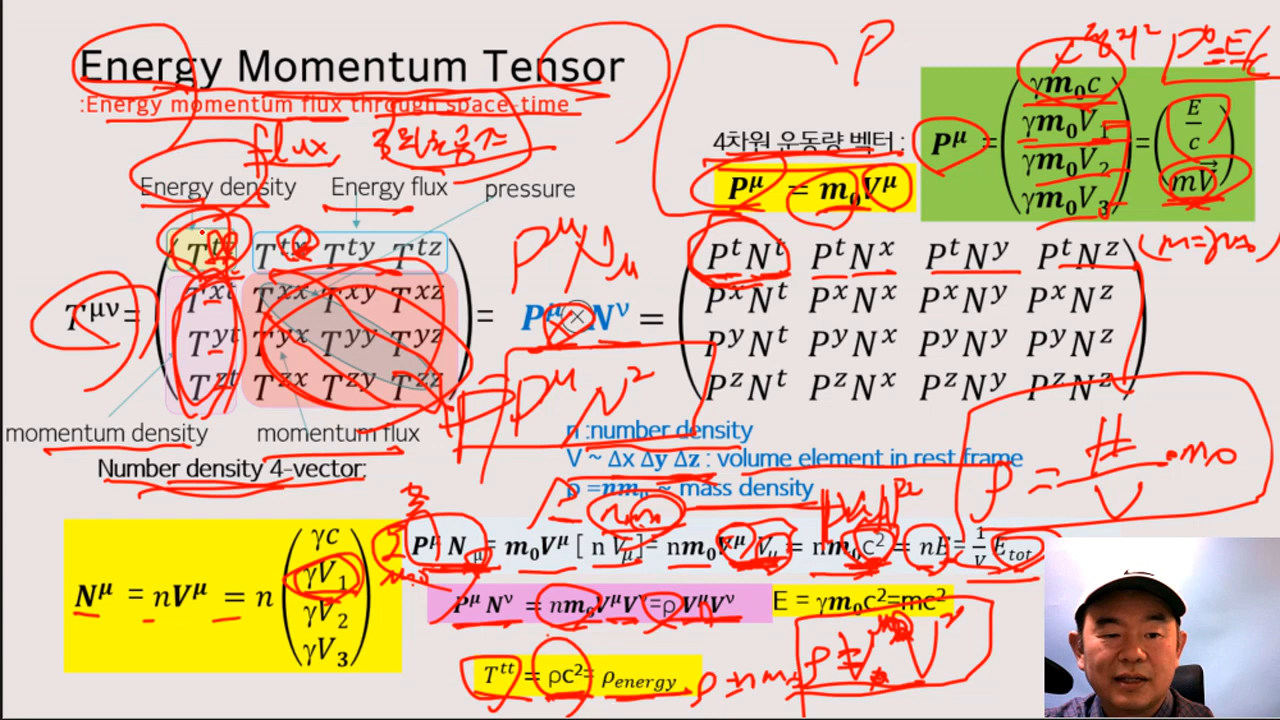 Energy Momentum Tensor
:Energy momentum flux through space-time
flux
P
P⁰=E/c
4차원 운동량 벡터 :
P^μ = m₀V^μ
P^μ = (γm₀c γm₀V₁ γm₀V₂ γm₀V₃) = (E/c mV⃗)
(m=γm₀)
Energy density Energy flux pressure
P^μ N_μ
T^μν = P^μ × N^ν =
T^tt T^tx T^ty T^tz
T^xt T^xx T^xy T^xz
T^yt T^yx T^yy T^yz
T^zt T^zx T^zy T^zz
P^tN^t P^tN^x P^tN^y P^tN^z
P^xN^t P^xN^x P^xN^y P^xN^z
P^yN^t P^yN^x P^yN^y P^yN^z
P^zN^t P^zN^x P^zN^y P^zN^z
momentum density momentum flux
Number density 4-vector:
n :number density
V ~ Δx Δy Δz : volume element in rest frame
ρ =nm₀ ~ mass density
ρ = #/V · m₀
N^μ = nV^μ = n (γc γV₁ γV₂ γV₃)
P^μ N_μ = m₀V^μ [ n V_μ ]= nm₀V^μV_μ = nm₀c² = nE= 1/V E_tot
P^μ N^ν = nm₀V^μV^ν =ρ V^μV^ν
E = γm₀c²=mc²
T^tt = ρc²= ρ_energy